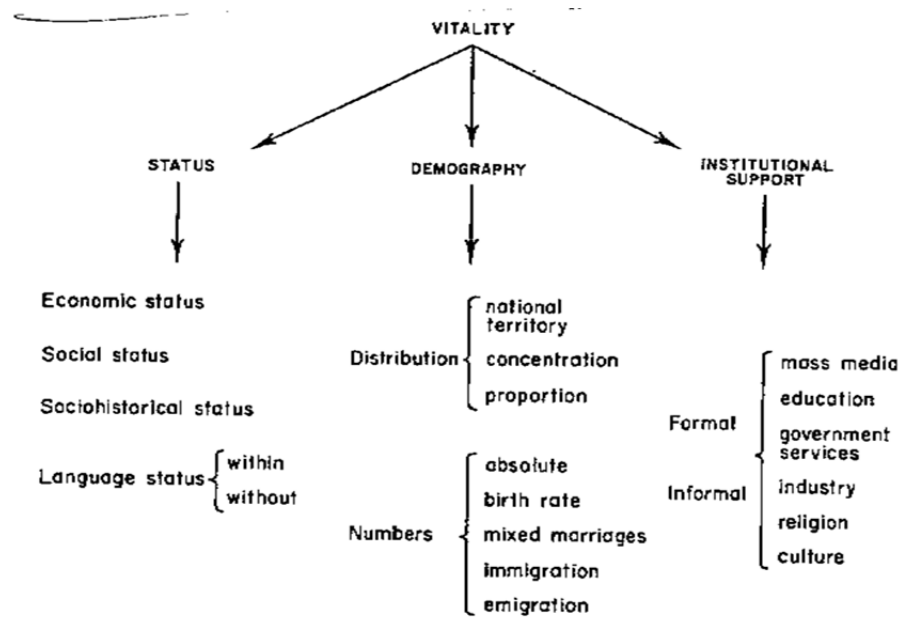 VITALITY
STATUS
DEMOGRAPHY
INSTITUTIONAL
SUPPORT
Economic status
Social status
Sociohistorical status
Language status
within
without
Distribution
national
territory
concentration
proportion
Numbers
absolute
birth rate
mixed marriages
immigration
emigration
Formal
Informal
mass media
education
government
services
industry
religion
culture